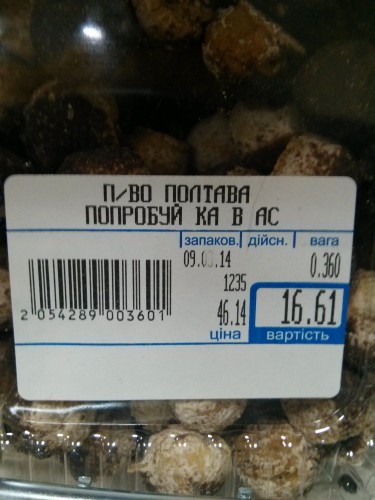 П/ВО ПОЛТАВА
ПОПРОБУЙ КА В АС
запаков. дійсн. вага
14 0.360
1235
46.14 16.61
2 054289 003601
ціна вартість